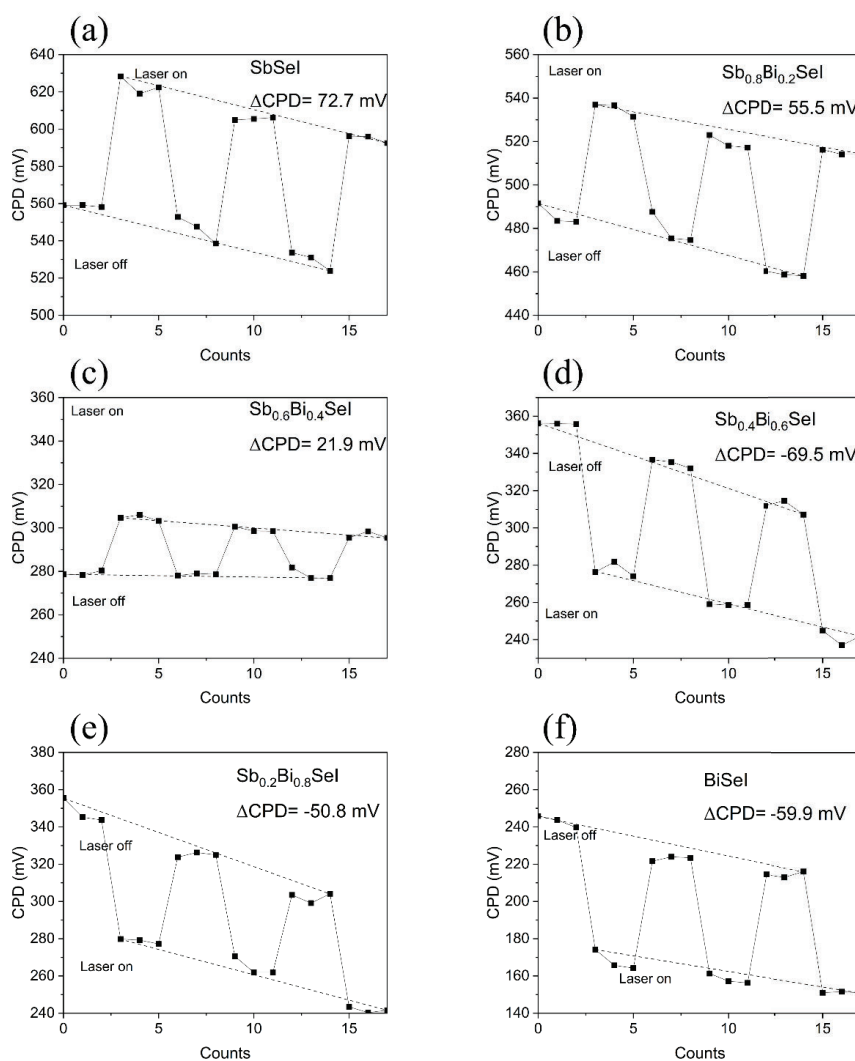 (a)
640
620
600
580
560
540
520
500
CPD (mV)
Laser on
SbSeI
ΔCPD= 72.7 mV
Laser off
0 5 10 15
Counts
(b)
560
540
520
500
480
460
440
CPD (mV)
Laser on
Sb0.8Bi0.2SeI
ΔCPD= 55.5 mV
Laser off
0 5 10 15
Counts
(c)
360
340
320
300
280
260
240
CPD (mV)
Laser on
Sb0.6Bi0.4SeI
ΔCPD= 21.9 mV
Laser off
0 5 10 15
Counts
(d)
360
340
320
300
280
260
240
CPD (mV)
Sb0.4Bi0.6SeI
Laser off
ΔCPD= -69.5 mV
Laser on
0 5 10 15
Counts
(e)
380
360
340
320
300
280
260
240
CPD (mV)
Sb0.2Bi0.8SeI
ΔCPD= -50.8 mV
Laser off
Laser on
0 5 10 15
Counts
(f)
280
260
240
220
200
180
160
140
CPD (mV)
BiSeI
ΔCPD= -59.9 mV
Laser off
Laser on
0 5 10 15
Counts